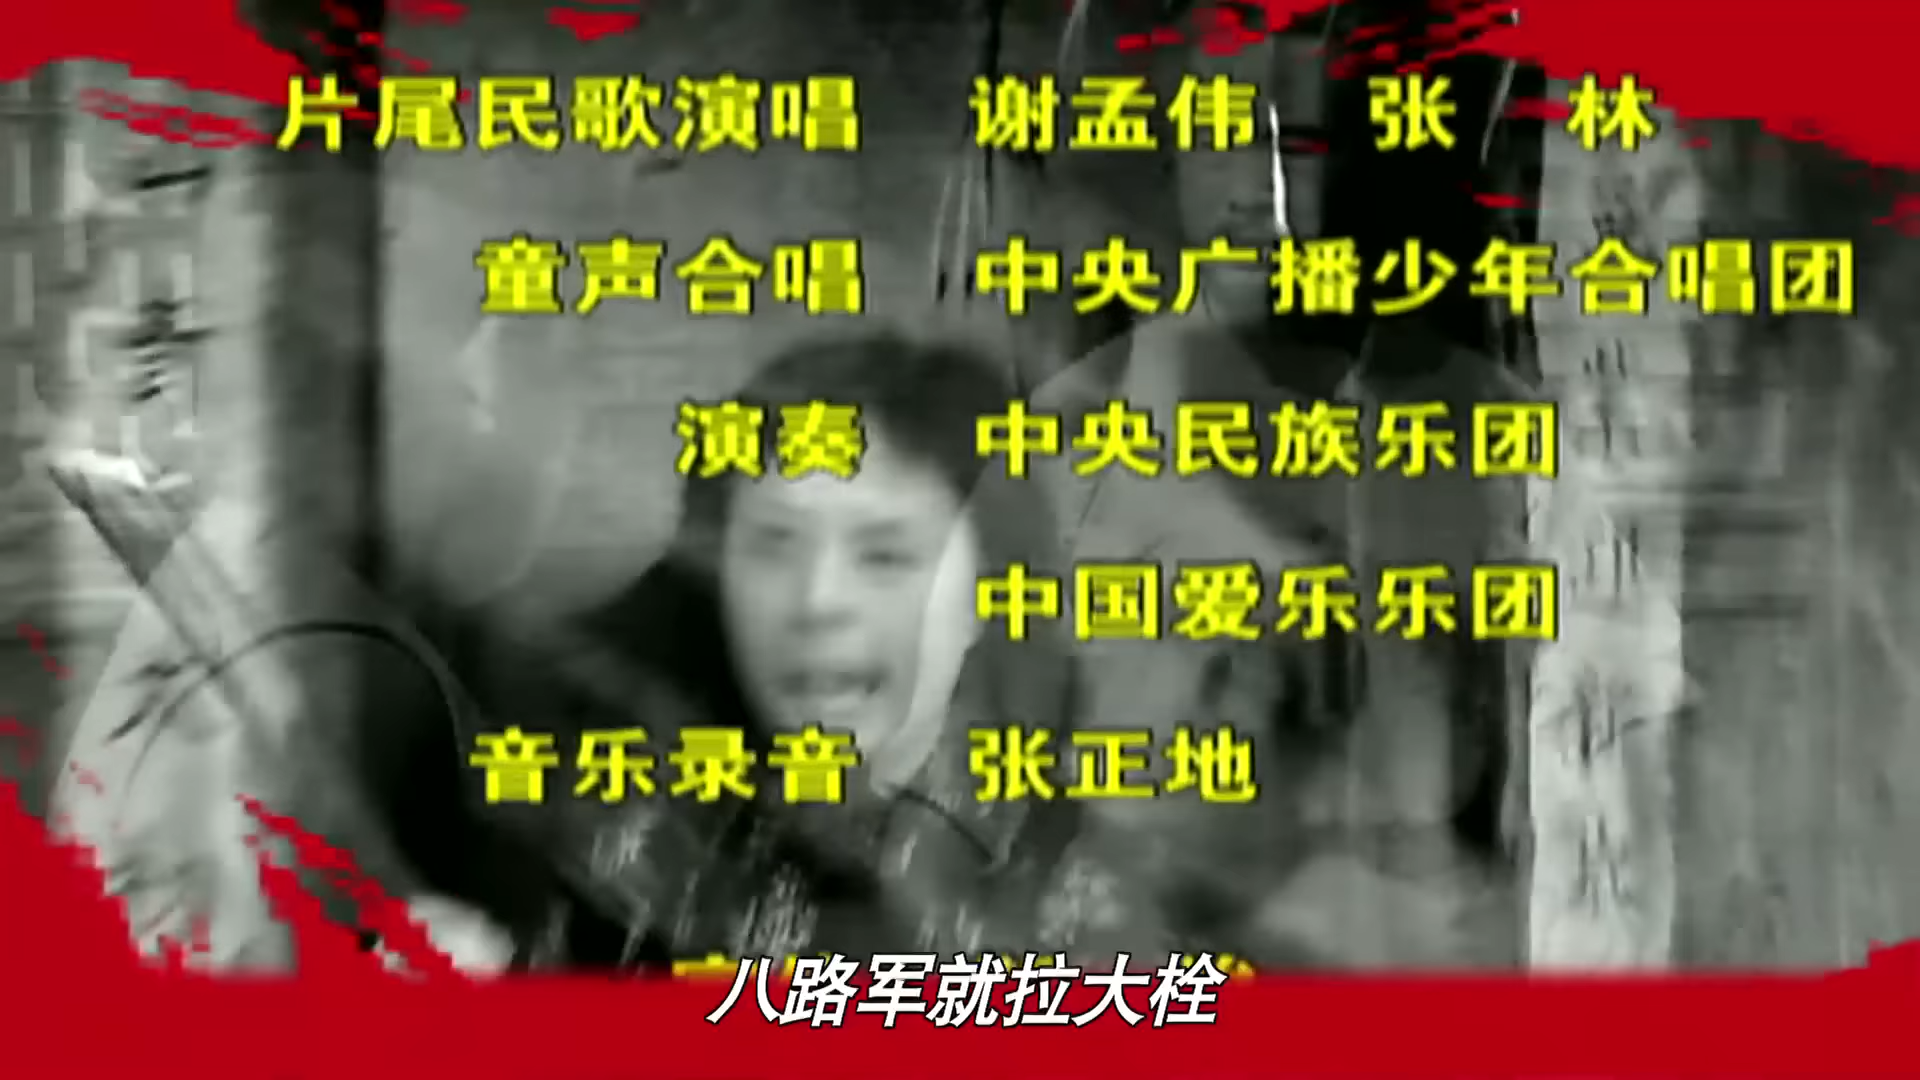 片尾民歌演唱 谢孟伟 张 林
童声合唱 中央广播少年合唱团
演奏 中央民族乐团
中国爱乐乐团
音乐录音 张正地
八路军就拉大栓